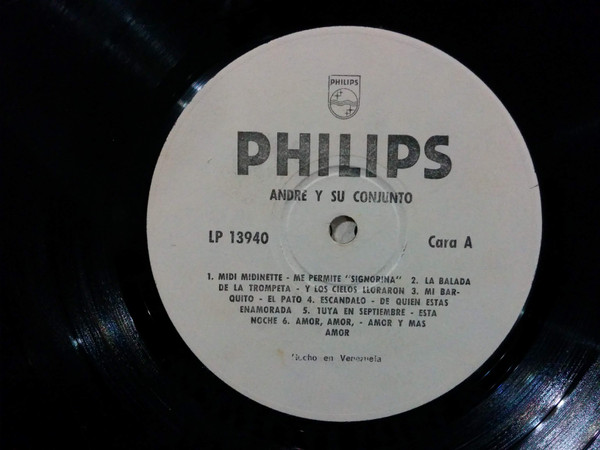 PHILIPS
PHILIPS
ANDRE Y SU CONJUNTO
LP 13940 Cara A
1. MIDI MIDINETTE - ME PERMITE "SIGNORINA" 2. LA BALADA
DE LA TROMPETA - Y LOS CIELOS LLORARON 3. MI BAR-
QUITO - EL PATO 4. ESCANDALO - DE QUIEN ESTAS
ENAMORADA 5. TUYA EN SEPTIEMBRE - ESTA
NOCHE 6. AMOR, AMOR, - AMOR Y MAS
AMOR
Hecho en Venezuela